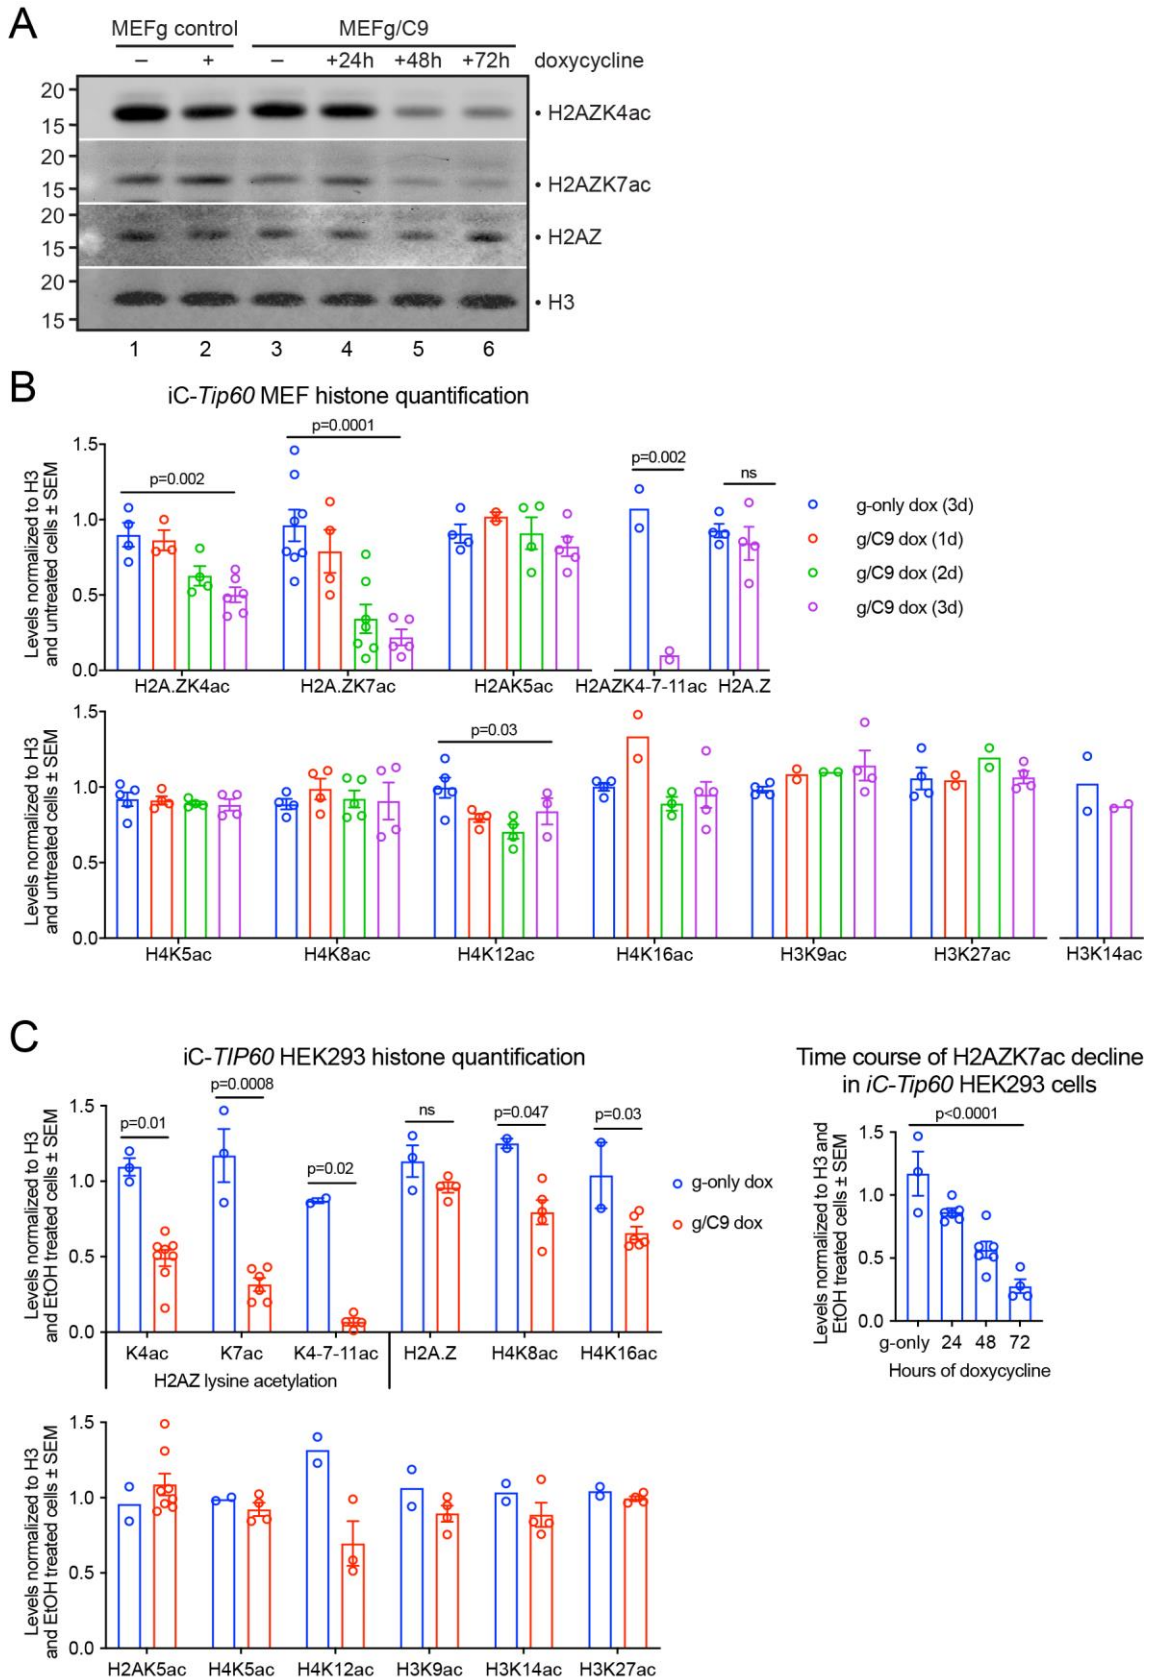 A
MEFg control MEFg/C9
– + – +24h +48h +72h doxycycline
20
15
• H2AZK4ac
20
15
• H2AZK7ac
20
15
• H2AZ
20
15
• H3
1 2 3 4 5 6
B
iC-Tip60 MEF histone quantification
Levels normalized to H3
and untreated cells ± SEM
1.5
1.0
0.5
0.0
p=0.002
p=0.0001
p=0.002
ns
g-only dox (3d)
g/C9 dox (1d)
g/C9 dox (2d)
g/C9 dox (3d)
H2A.ZK4ac H2A.ZK7ac H2AK5ac H2AZK4-7-11ac H2A.Z
Levels normalized to H3
and untreated cells ± SEM
1.5
1.0
0.5
0.0
p=0.03
H4K5ac H4K8ac H4K12ac H4K16ac H3K9ac H3K27ac H3K14ac
C
iC-TIP60 HEK293 histone quantification
Levels normalized to H3
and EtOH treated cells ± SEM
1.5
1.0
0.5
0.0
p=0.01
p=0.0008
p=0.02
ns
p=0.047
p=0.03
g-only dox
g/C9 dox
K4ac K7ac K4-7-11ac H2A.Z H4K8ac H4K16ac
H2AZ lysine acetylation
Time course of H2AZK7ac decline
in iC-Tip60 HEK293 cells
Levels normalized to H3 and
EtOH treated cells ± SEM
p<0.0001
1.5
1.0
0.5
0.0
g-only 24 48 72
Hours of doxycycline
Levels normalized to H3
and EtOH treated cells ± SEM
1.5
1.0
0.5
0.0
H2AK5ac H4K5ac H4K12ac H3K9ac H3K14ac H3K27ac